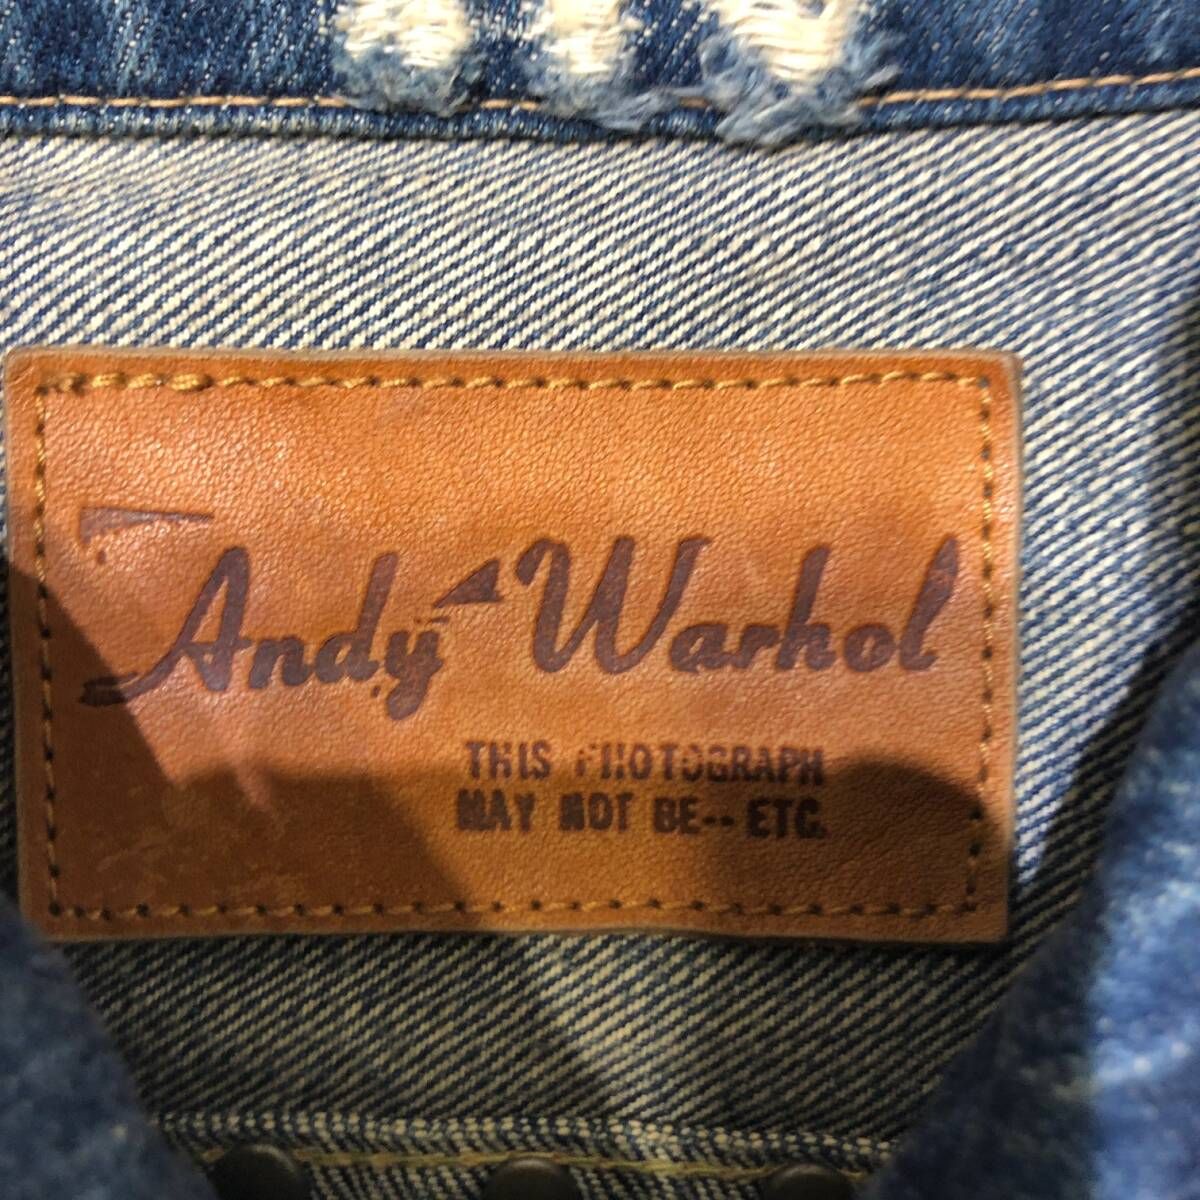 Andy Warhol
THIS PHOTOGRAPH
MAY NOT BE-- ETC.